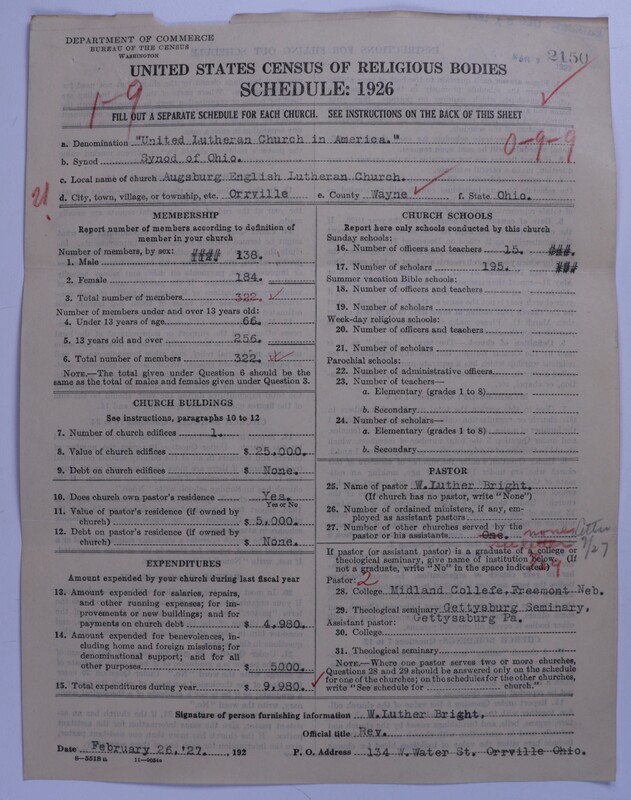 DEPARTMENT OF COMMERCE
BUREAU OF THE CENSUS
WASHINGTON
2150
UNITED STATES CENSUS OF RELIGIOUS BODIES
SCHEDULE: 1926
1-9
FILL OUT A SEPARATE SCHEDULE FOR EACH CHURCH. SEE INSTRUCTIONS ON THE BACK OF THIS SHEET
a. Denomination "United Lutheran Church in America."
0-9-9
b. Synod Synod of Ohio.
c. Local name of church Augsburg English Lutheran Church.
d. City, town, village, or township, etc. Orrville e. County Wayne f. State Ohio.
MEMBERSHIP
Report number of members according to definition of member in your church
Number of members, by sex:
1. Male 138.
2. Female 184.
3. Total number of members 322.
Number of members under and over 13 years old:
4. Under 13 years of age 66.
5. 13 years old and over 256.
6. Total number of members 322.
NOTE.—The total given under Question 6 should be the same as the total of males and females given under Question 3.
CHURCH BUILDINGS
See instructions, paragraphs 10 to 12
7. Number of church edifices 1.
8. Value of church edifices $ 25,000.
9. Debt on church edifices $ None.
10. Does church own pastor's residence Yes.
Yes or No
11. Value of pastor's residence (if owned by church) $ 5,000.
12. Debt on pastor's residence (if owned by church) $ None.
EXPENDITURES
Amount expended by your church during last fiscal year
13. Amount expended for salaries, repairs, and other running expenses; for improvements or new buildings; and for payments on church debt $ 4,980.
14. Amount expended for benevolences, including home and foreign missions; for denominational support; and for all other purposes $ 5000.
15. Total expenditures during year $ 9,980.
CHURCH SCHOOLS
Report here only schools conducted by this church
Sunday schools:
16. Number of officers and teachers 15.
17. Number of scholars 195.
Summer vacation Bible schools:
18. Number of officers and teachers
19. Number of scholars
Week-day religious schools:
20. Number of officers and teachers
21. Number of scholars
Parochial schools:
22. Number of administrative officers
23. Number of teachers—
a. Elementary (grades 1 to 8)
b. Secondary
24. Number of scholars—
a. Elementary (grades 1 to 8)
b. Secondary
PASTOR
25. Name of pastor W.Luther Bright.
(If church has no pastor, write "None")
26. Number of ordained ministers, if any, employed as assistant pastors
27. Number of other churches served by the pastor or his assistants One. none
If pastor (or assistant pastor) is a graduate of a college or theological seminary, give name of institution below. (If not a graduate, write "No" in the space indicated.)
Pastor: 2
28. College Midland Collefe.Freemont Neb.
29. Theological seminary Gettysburg Seminary,
Gettysaburg Pa.
Assistant pastor:
30. College
31. Theological seminary
NOTE.—Where one pastor serves two or more churches, Questions 28 and 29 should be answered only on the schedule for one of the churches; on the schedules for the other churches, write "See schedule for church."
Signature of person furnishing information W.Luther Bright.
Official title Rev.
Date February 26.'27. , 192
P. O. Address 134 W.Water St. Orrville Ohio.
8-5318a 11-9054